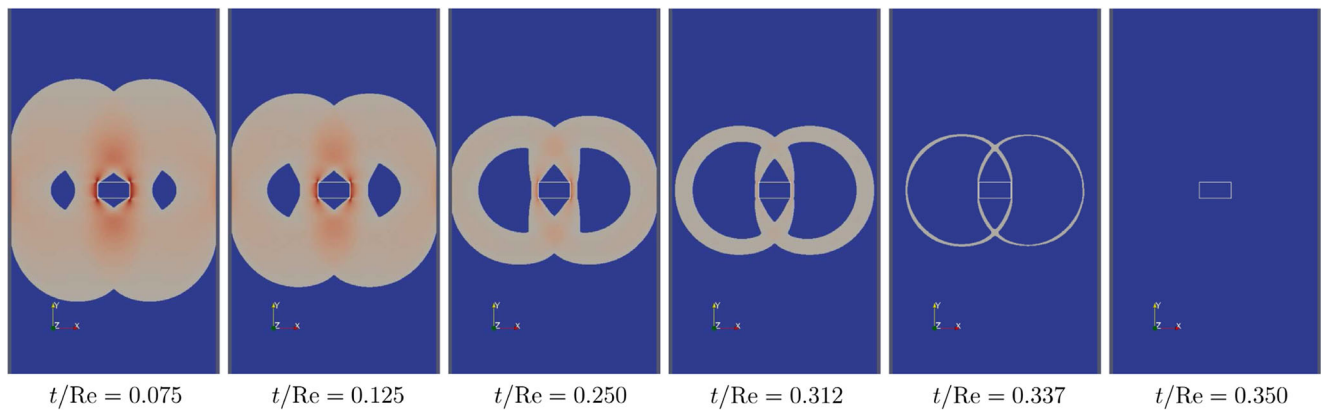 Y
Z X
Y
Z X
Y
Z X
Y
Z X
Y
Z X
Y
Z X
t/Re = 0.075
t/Re = 0.125
t/Re = 0.250
t/Re = 0.312
t/Re = 0.337
t/Re = 0.350